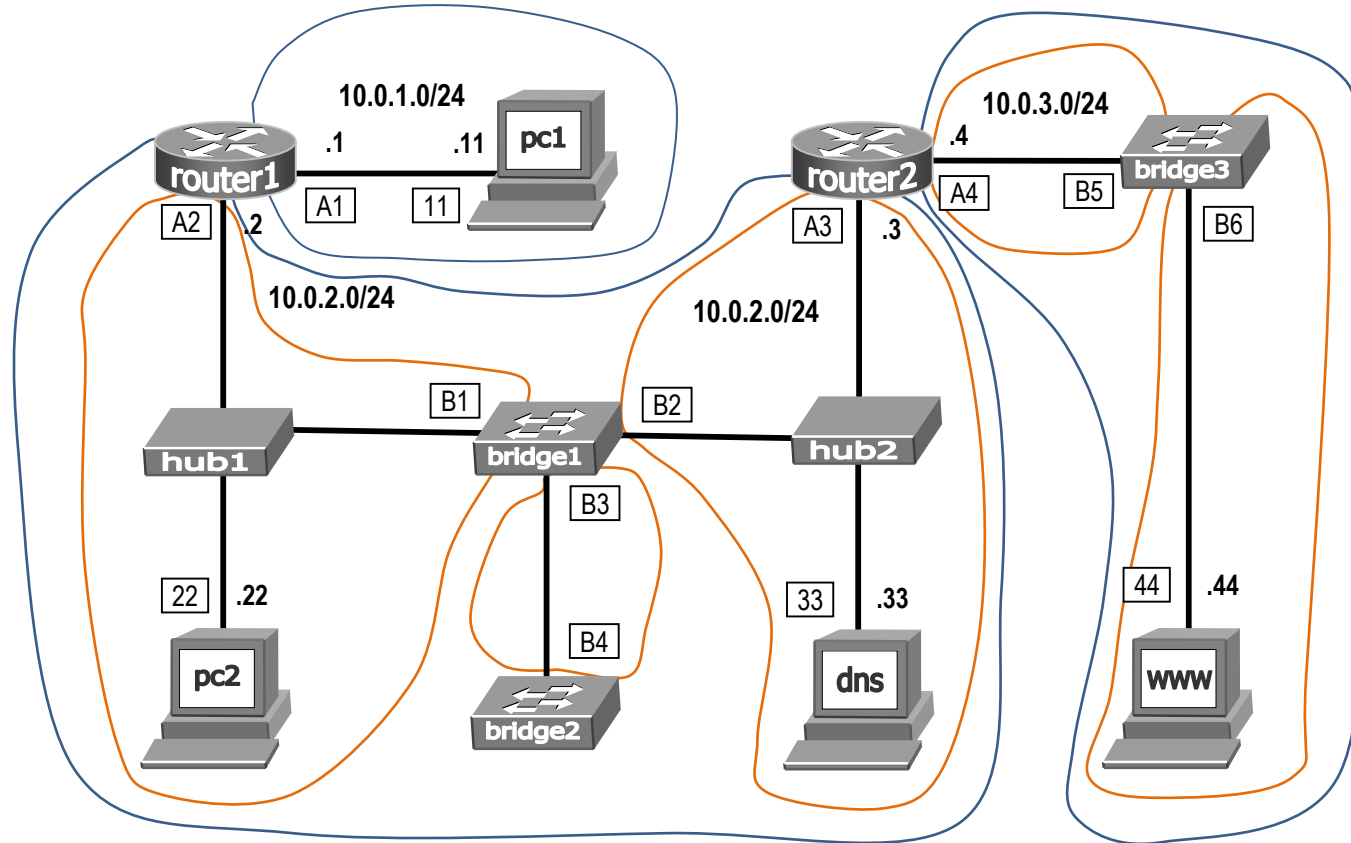 10.0.1.0/24
10.0.3.0/24
pc1
.1
.11
.4
router1
router2
bridge3
A1
11
A4
B5
A2
.2
A3
.3
B6
10.0.2.0/24
10.0.2.0/24
B1
B2
hub1
bridge1
hub2
B3
22
.22
33
.33
44
.44
B4
pc2
dns
www
bridge2